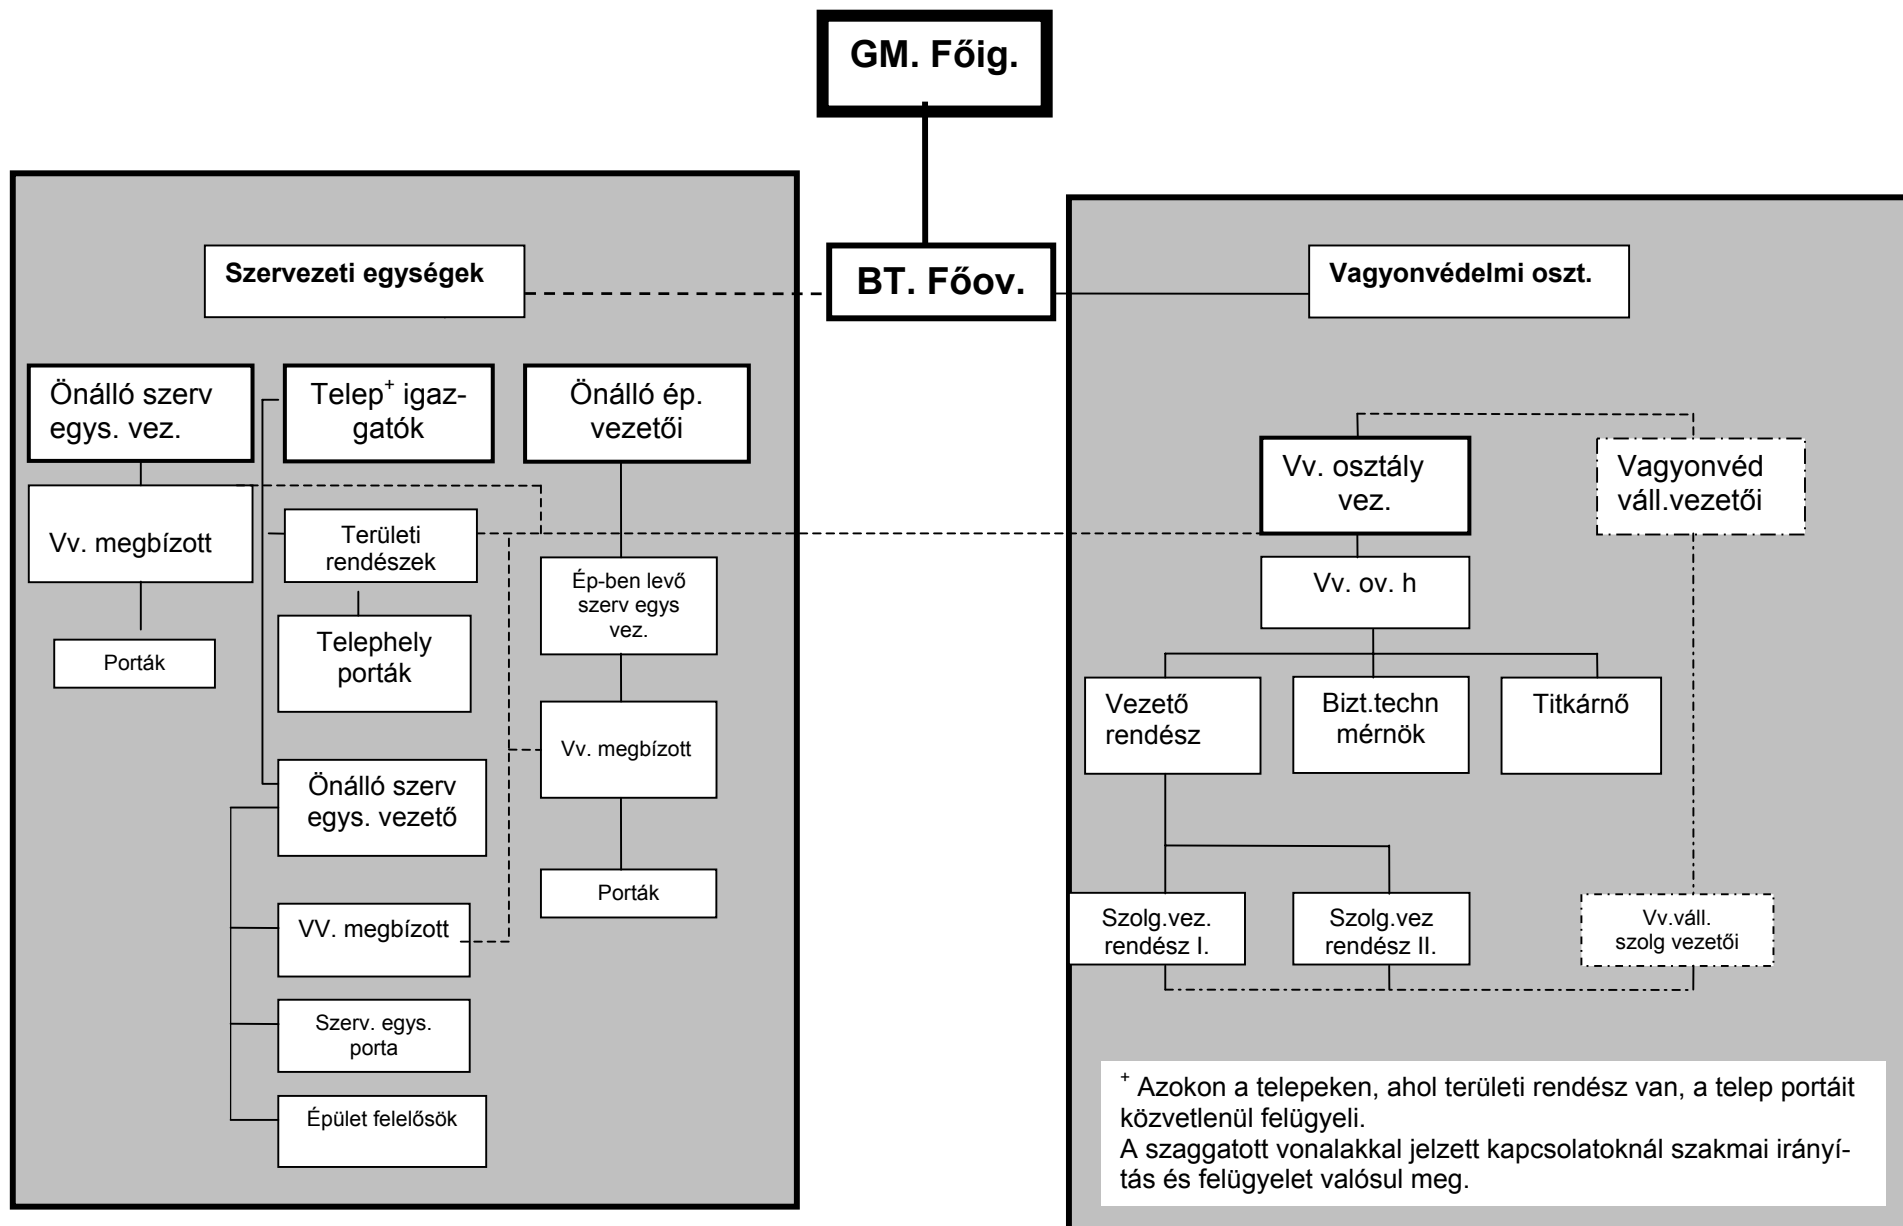 GM. Főig.
BT. Főov.
Szervezeti egységek
Önálló szerv
egys. vez.
Vv. megbízott
Porták
Telep+ igaz-
gatók
Területi
rendészek
Telephely
porták
Önálló szerv
egys. vezető
VV. megbízott
Szerv. egys.
porta
Épület felelősök
Önálló ép.
vezetői
Ép-ben levő
szerv egys
vez.
Vv. megbízott
Porták
Vagyonvédelmi oszt.
Vv. osztály
vez.
Vagyonvéd
váll.vezetői
Vv. ov. h
Vezető
rendész
Bizt.techn
mérnök
Titkárnő
Szolg.vez.
rendész I.
Szolg.vez
rendész II.
Vv.váll.
szolg vezetői
+ Azokon a telepeken, ahol területi rendész van, a telep portáit
közvetlenül felügyeli.
A szaggatott vonalakkal jelzett kapcsolatoknál szakmai irányí-
tás és felügyelet valósul meg.